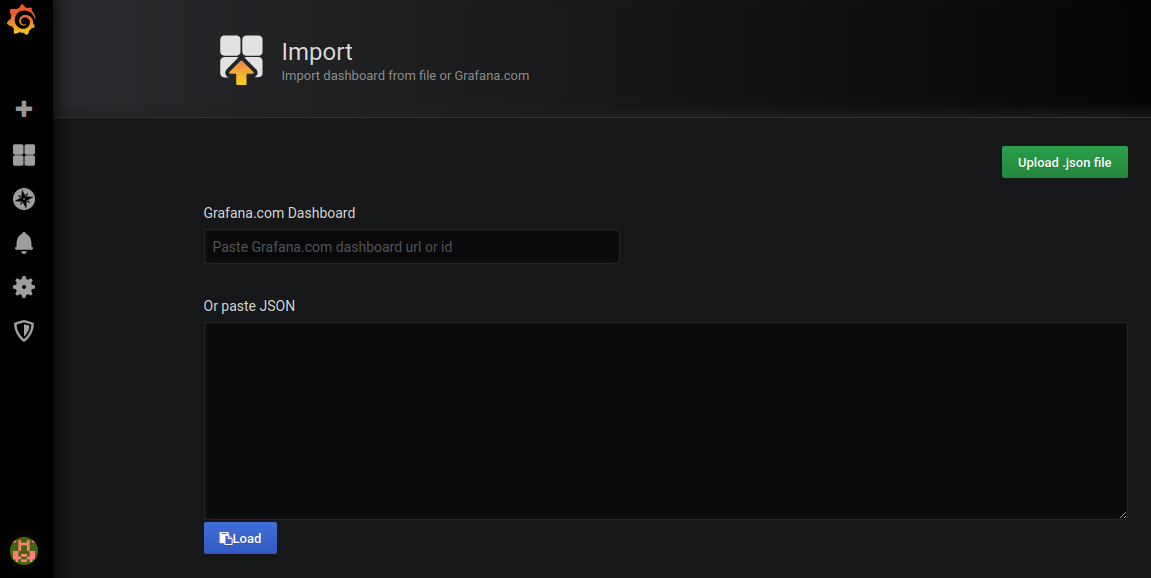 Import
Import dashboard from file or Grafana.com
Upload .json file
Grafana.com Dashboard
Paste Grafana.com dashboard url or id
Or paste JSON
Load